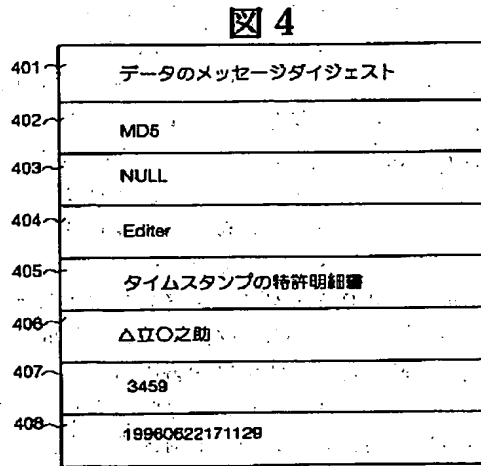 図 4
401 データのメッセージダイジェスト
402 MD5
403 NULL
404 Editer
405 タイムスタンプの特許明細書
406 △立〇之助
407 3459
408 19960622171129